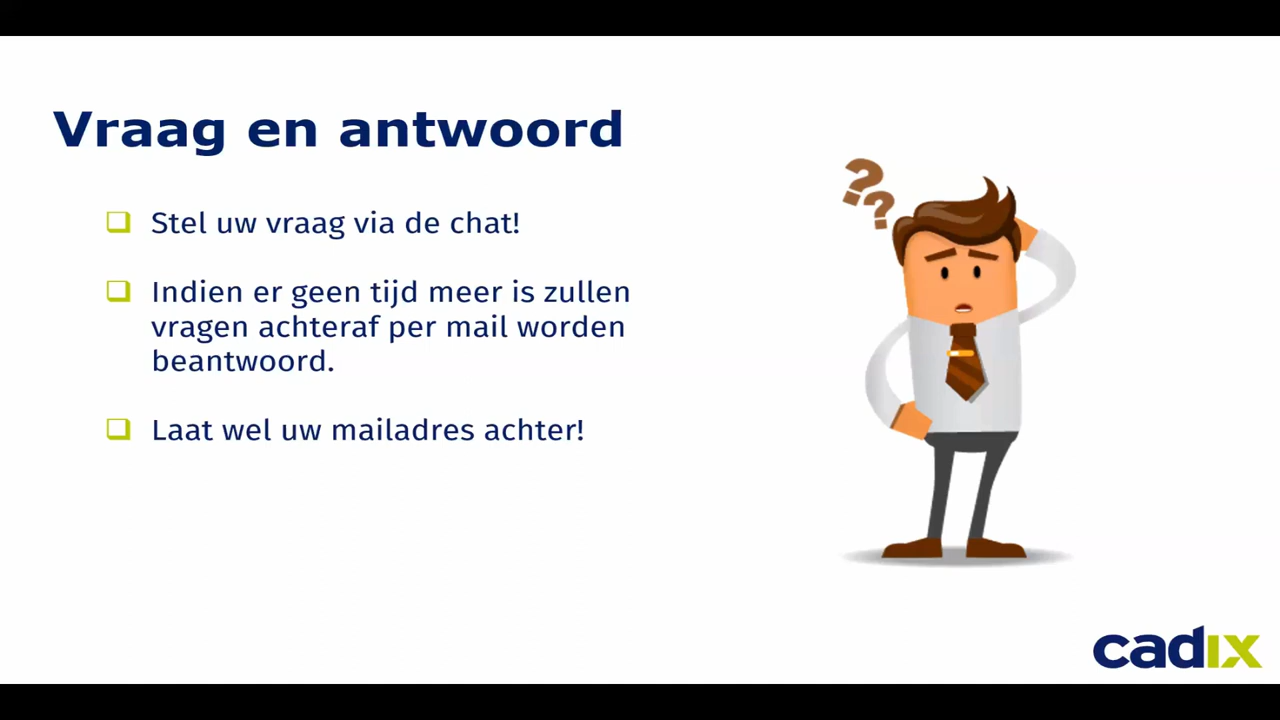 Vraag en antwoord
Stel uw vraag via de chat!
Indien er geen tijd meer is zullen
vragen achteraf per mail worden
beantwoord.
Laat wel uw mailadres achter!
??
cadix